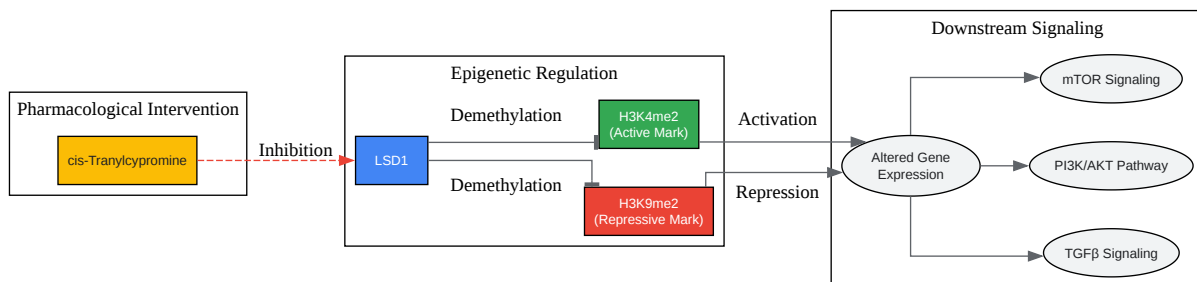 Pharmacological Intervention
cis-Tranylcypromine
Inhibition
Epigenetic Regulation
LSD1
Demethylation
Demethylation
H3K4me2
(Active Mark)
H3K9me2
(Repressive Mark)
Activation
Repression
Downstream Signaling
Altered Gene
Expression
mTOR Signaling
PI3K/AKT Pathway
TGFβ Signaling